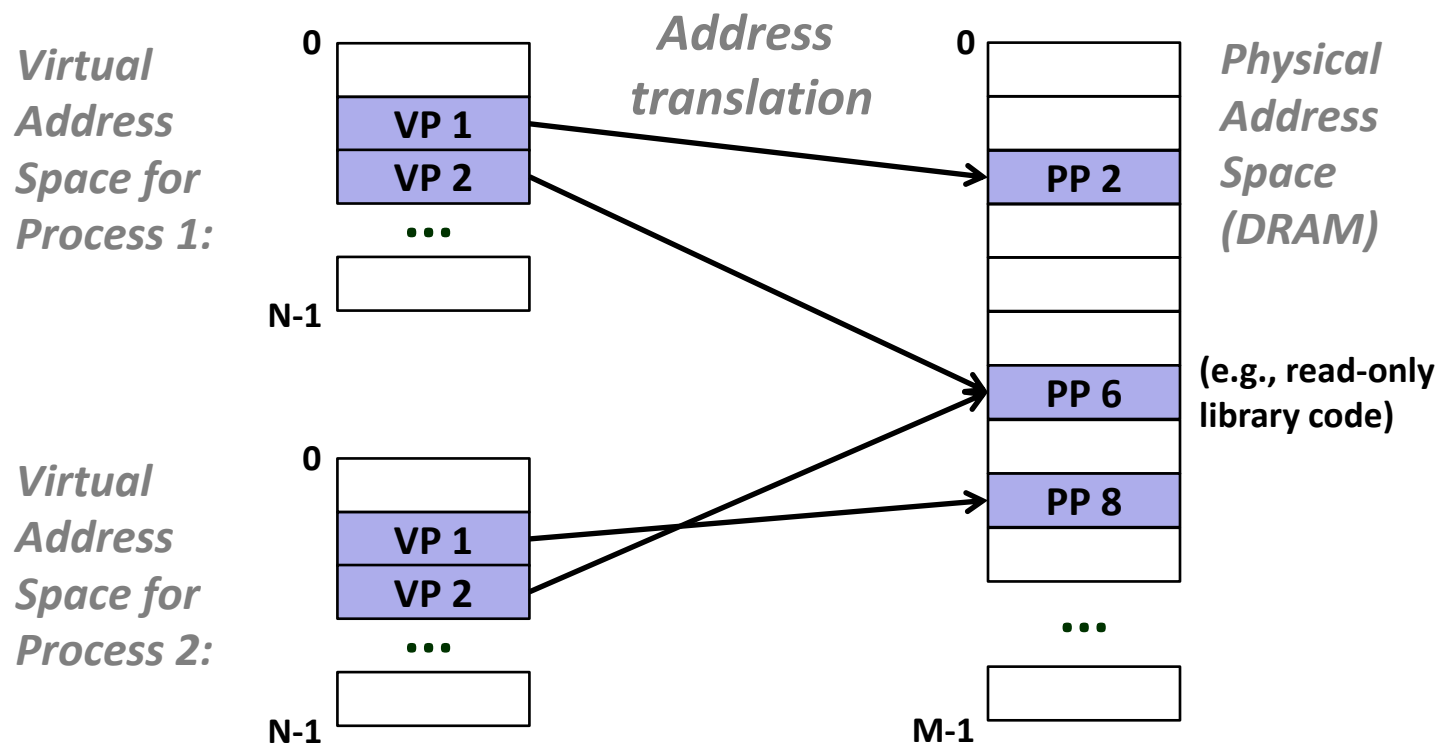 Virtual
Address
Space for
Process 1:
0
VP 1
VP 2
...
N-1
Address
translation
0
PP 2
PP 6
PP 8
...
M-1
Physical
Address
Space
(DRAM)
(e.g., read-only
library code)
Virtual
Address
Space for
Process 2:
0
VP 1
VP 2
...
N-1